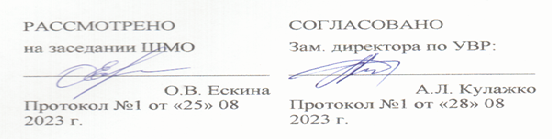 РАССМОТРЕНО
на заседании ШМО
О.В. Ескина
Протокол №1 от «25» 08
2023 г.
СОГЛАСОВАНО
Зам. директора по УВР:
А.Л. Кулажко
Протокол №1 от «28» 08
2023 г.